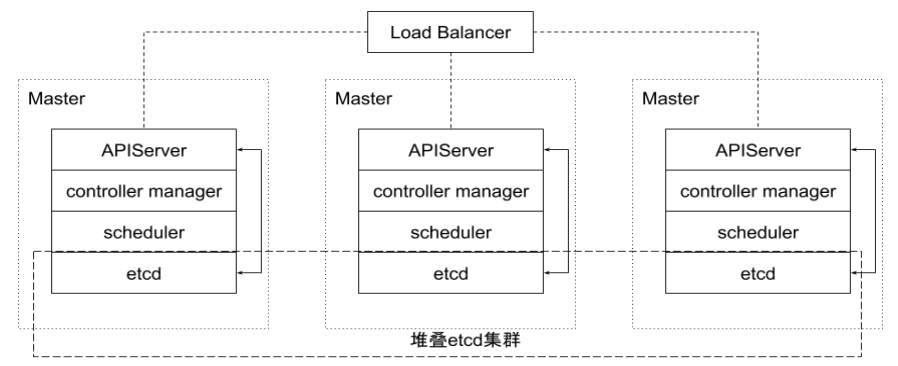 Load Balancer
Master
APIServer
controller manager
scheduler
etcd
Master
APIServer
controller manager
scheduler
etcd
Master
APIServer
controller manager
scheduler
etcd
堆叠etcd集群